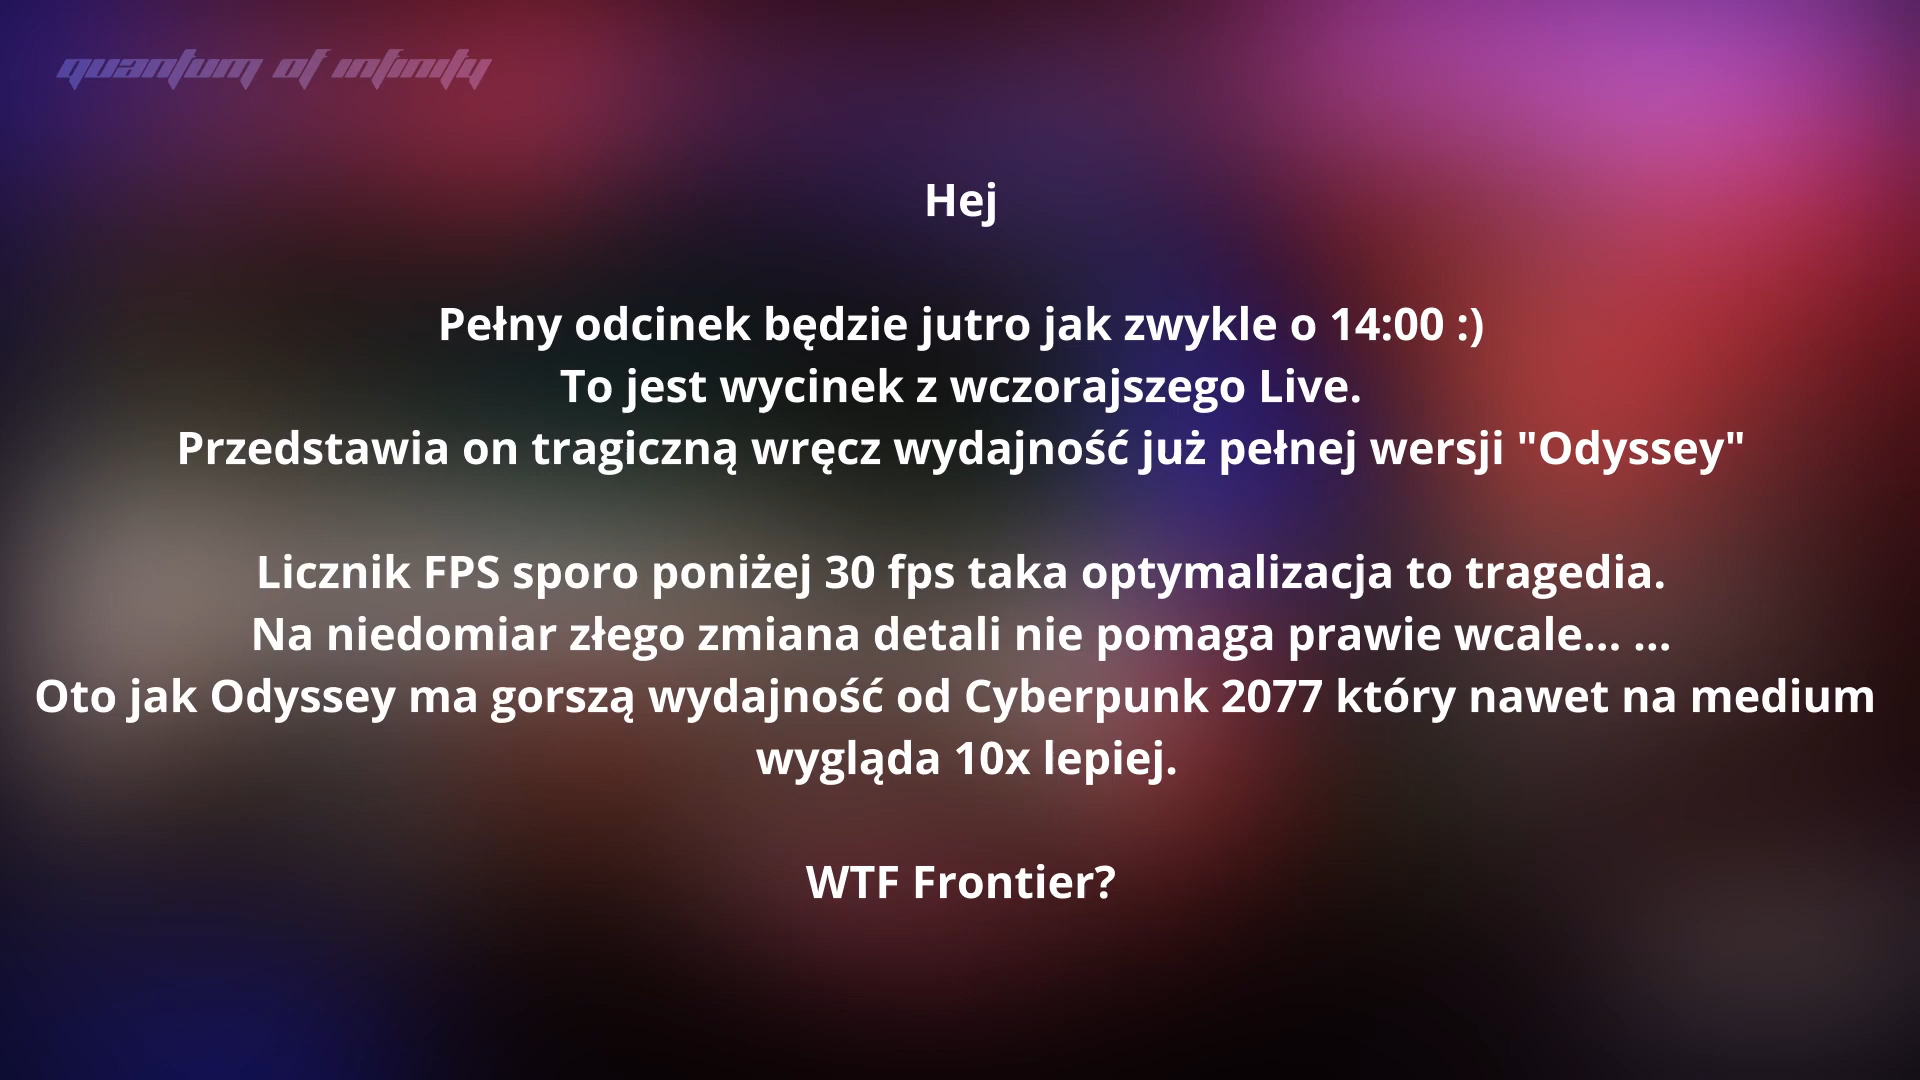 quantum of infinity
Hej
Pełny odcinek będzie jutro jak zwykle o 14:00 :)
To jest wycinek z wczorajszego Live.
Przedstawia on tragiczną wręcz wydajność już pełnej wersji "Odyssey"
Licznik FPS sporo poniżej 30 fps taka optymalizacja to tragedia.
Na niedomiar złego zmiana detali nie pomaga prawie wcale... ...
Oto jak Odyssey ma gorszą wydajność od Cyberpunk 2077 który nawet na medium
wygląda 10x lepiej.
WTF Frontier?